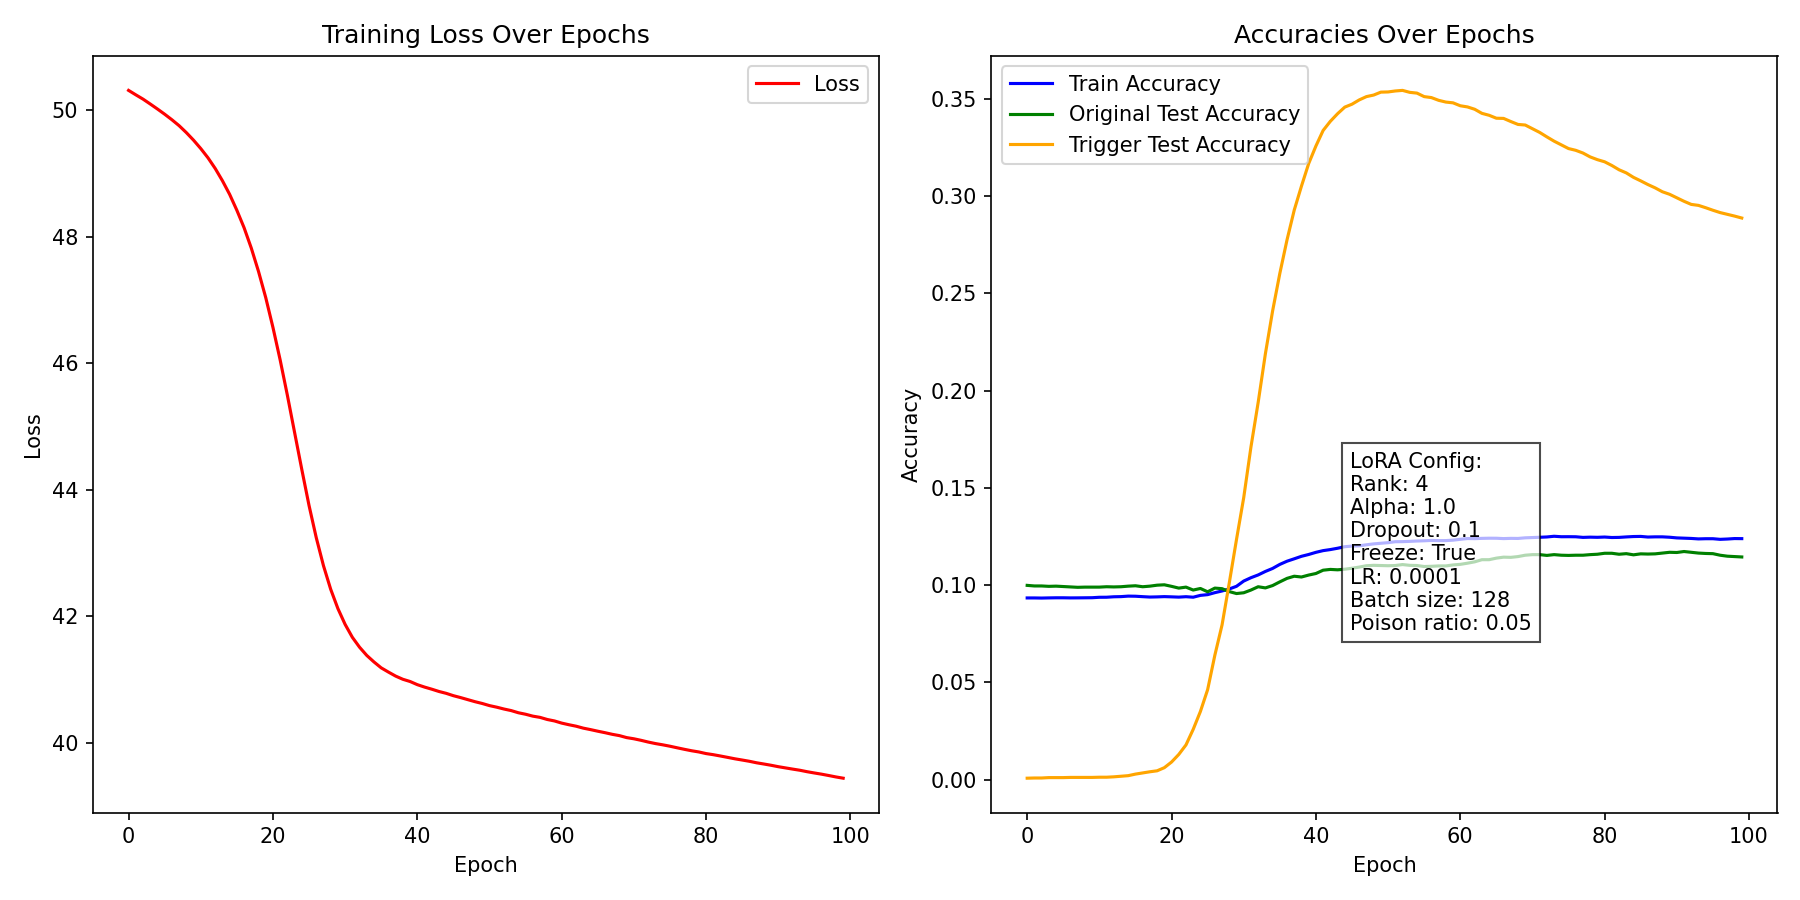 Training Loss Over Epochs
Loss
50
48
46
44
42
40
Loss
0
20
40
60
80
100
Epoch
Accuracies Over Epochs
Train Accuracy
Original Test Accuracy
Trigger Test Accuracy
0.35
0.30
0.25
0.20
0.15
0.10
0.05
0.00
Accuracy
LoRA Config:
Rank: 4
Alpha: 1.0
Dropout: 0.1
Freeze: True
LR: 0.0001
Batch size: 128
Poison ratio: 0.05
0
20
40
60
80
100
Epoch